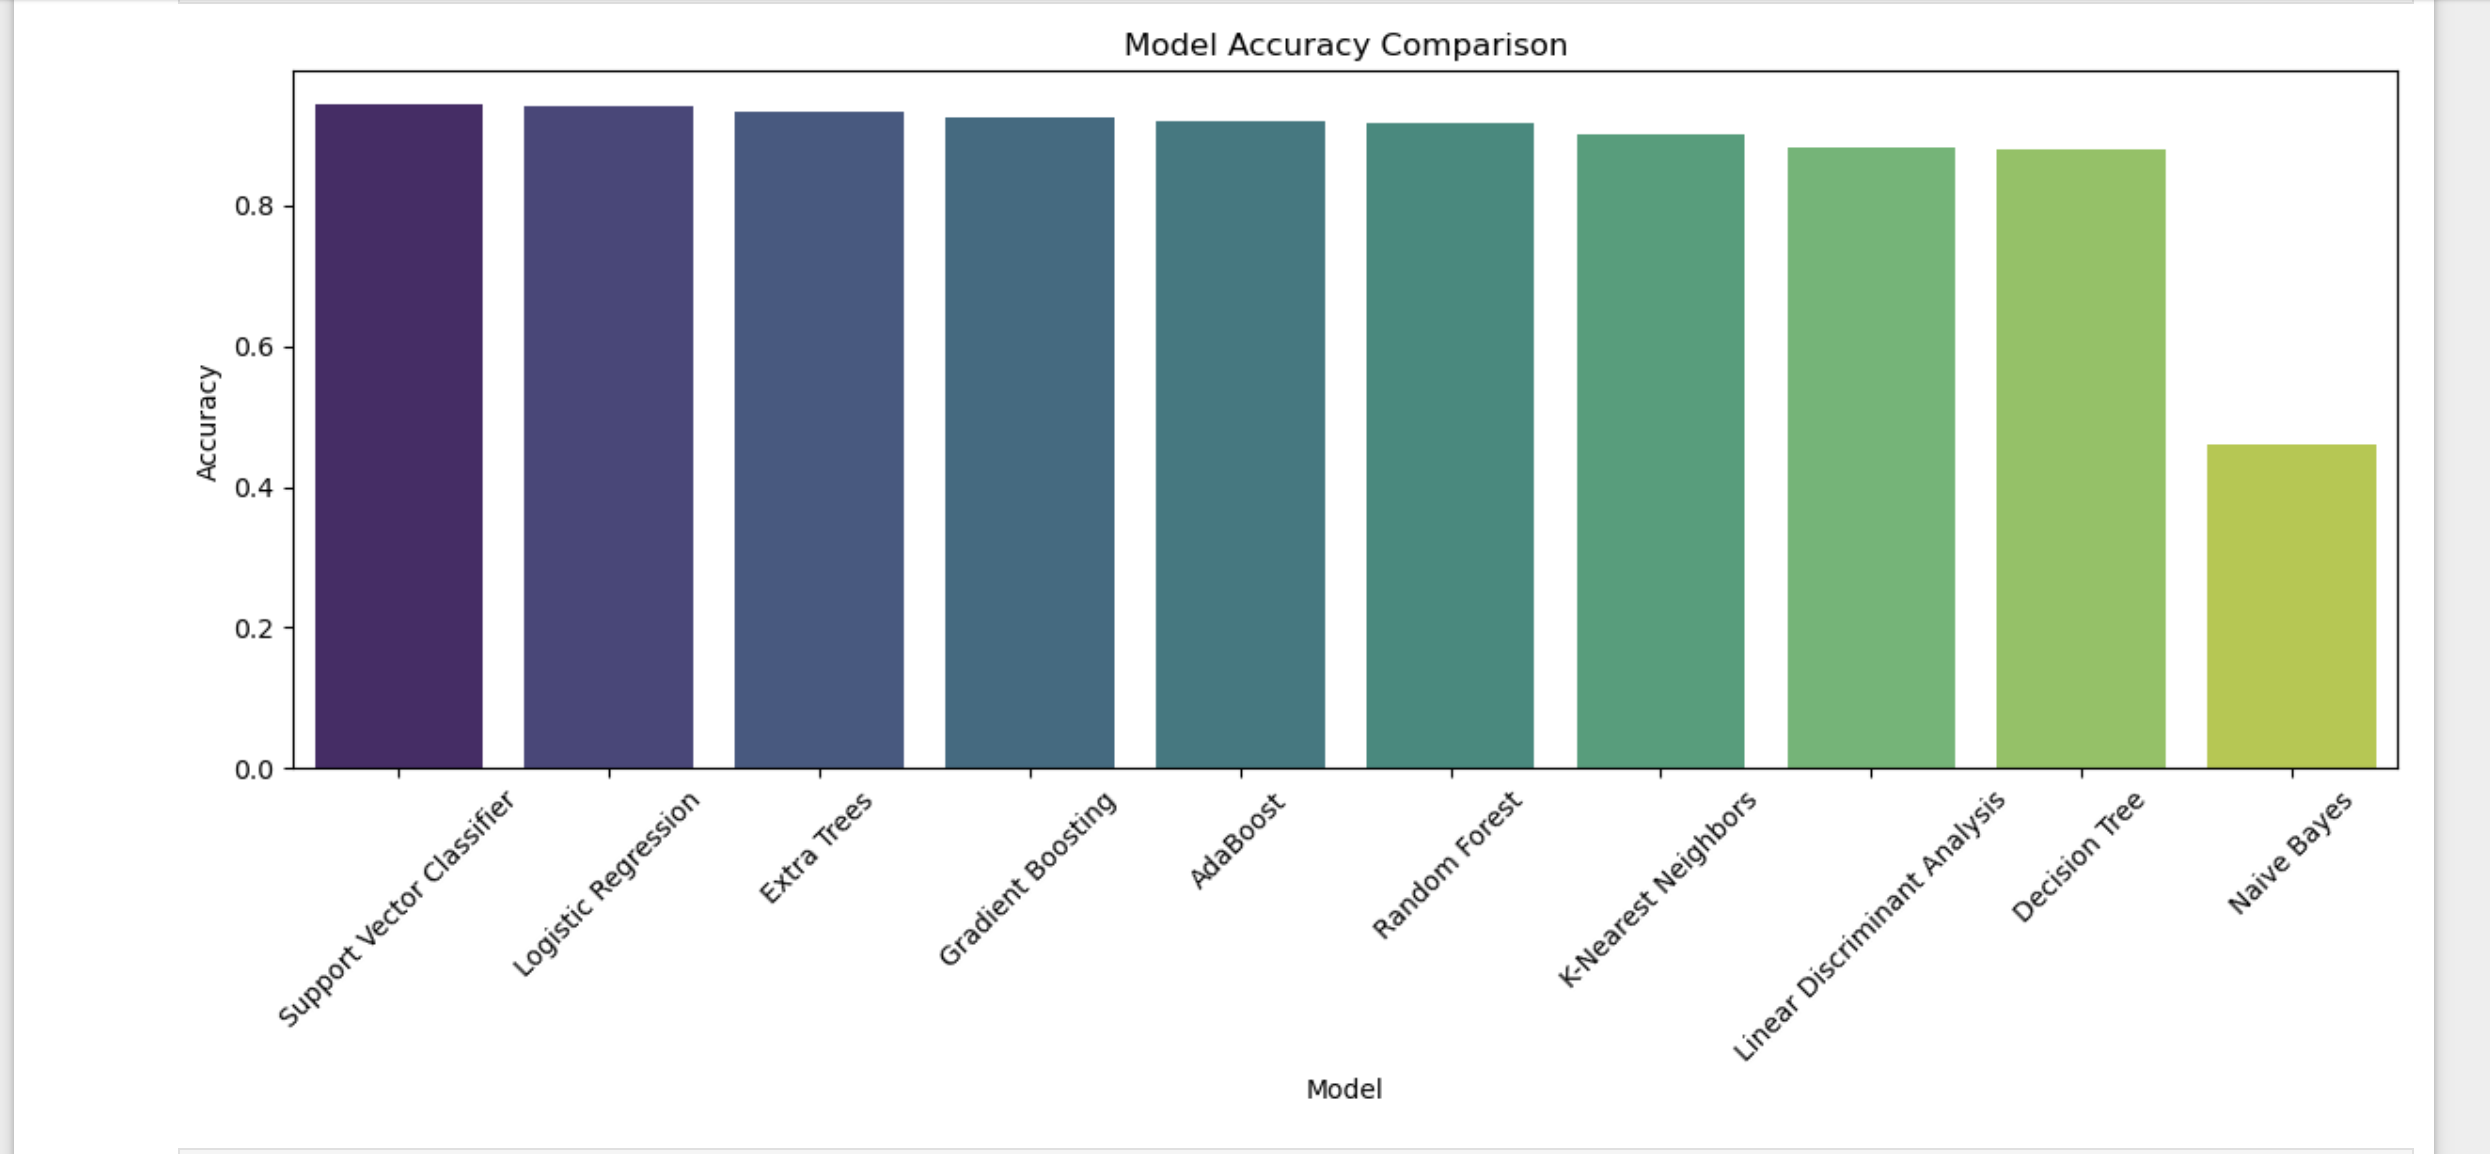 Model Accuracy Comparison
Accuracy
0.8
0.6
0.4
0.2
0.0
Support Vector Classifier
Logistic Regression
Extra Trees
Gradient Boosting
AdaBoost
Random Forest
K-Nearest Neighbors
Linear Discriminant Analysis
Decision Tree
Naive Bayes
Model